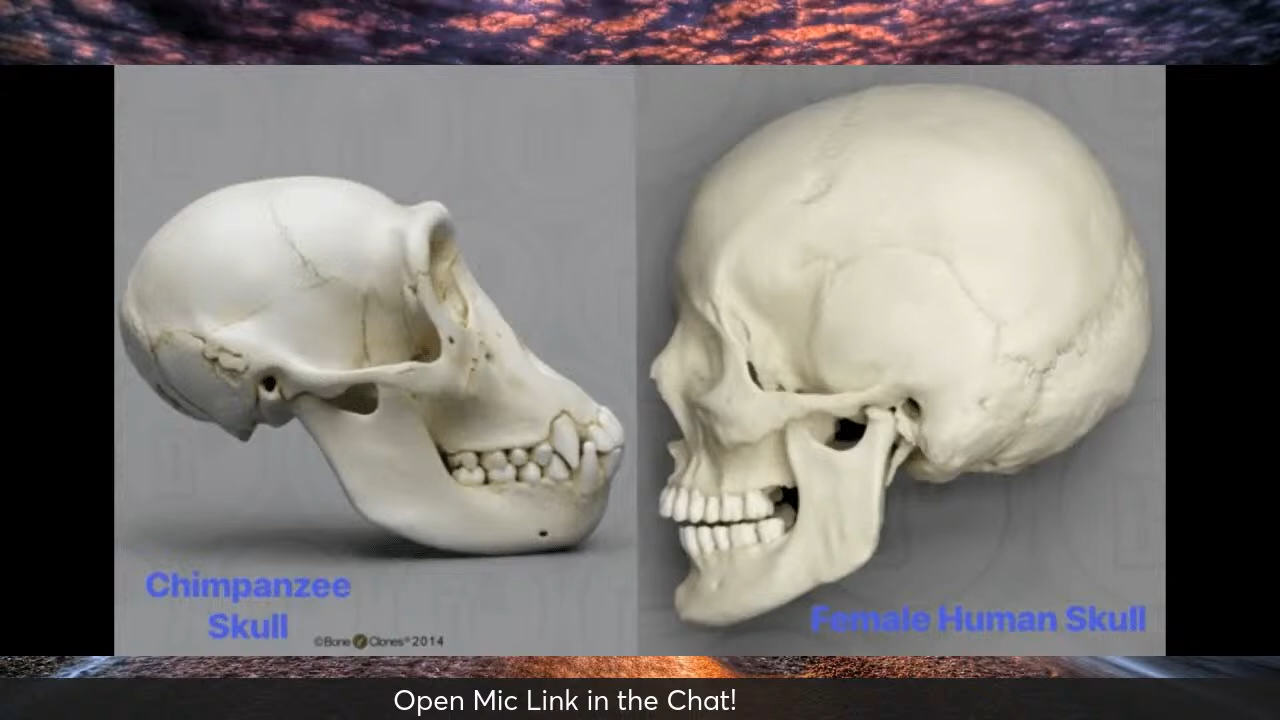 Chimpanzee
Skull
©Bone Clones® 2014
Female Human Skull
Open Mic Link in the Chat!